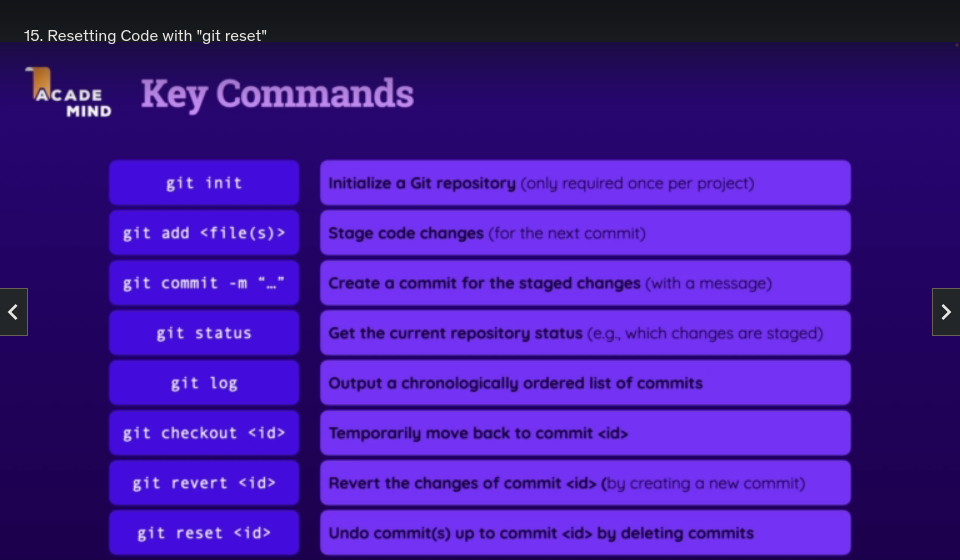 15. Resetting Code with "git reset"
ACADE
MIND
Key Commands
git init
Initialize a Git repository (only required once per project)
git add <file(s)>
Stage code changes (for the next commit)
git commit -m “…”
Create a commit for the staged changes (with a message)
git status
Get the current repository status (e.g., which changes are staged)
git log
Output a chronologically ordered list of commits
git checkout <id>
Temporarily move back to commit <id>
git revert <id>
Revert the changes of commit <id> (by creating a new commit)
git reset <id>
Undo commit(s) up to commit <id> by deleting commits